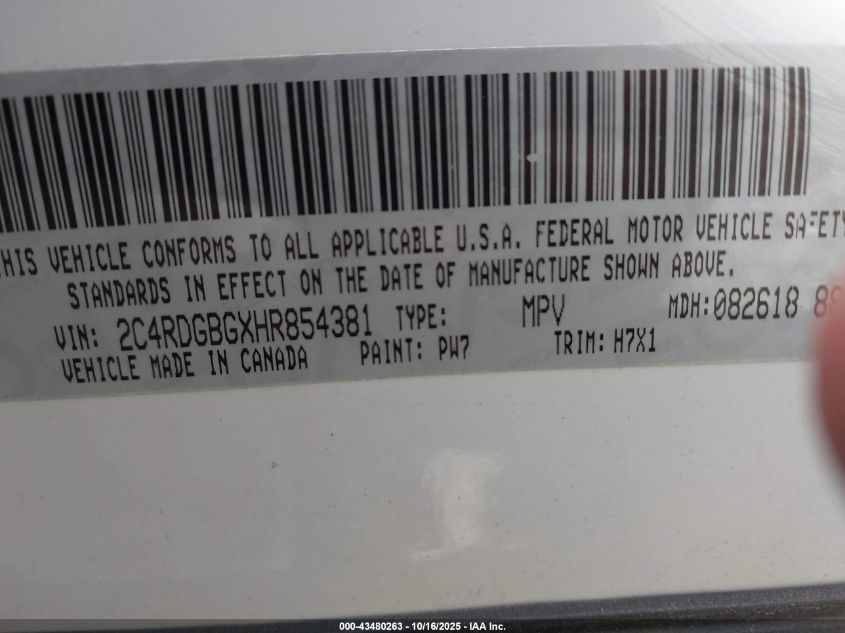 THIS VEHICLE CONFORMS TO ALL APPLICABLE U.S.A. FEDERAL MOTOR VEHICLE SAFETY
STANDARDS IN EFFECT ON THE DATE OF MANUFACTURE SHOWN ABOVE.
VIN: 2C4RDGBGXHR854381 TYPE: MPV MDH:082618 88
VEHICLE MADE IN CANADA PAINT: PW7 TRIM: H7X1
000-43480263 - 10/16/2025 - IAA Inc.